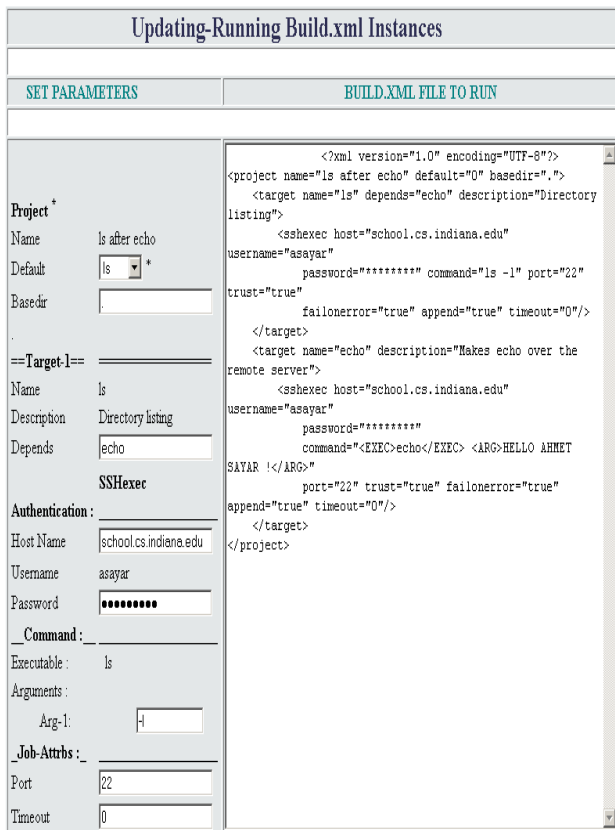 Updating-Running Build.xml Instances
SET PARAMETERS
BUILD.XML FILE TO RUN
Project *
Name ls after echo
Default ls *
Basedir .
.
==Target-1==
Name ls
Description Directory listing
Depends echo
SSHexec
Authentication :
Host Name school.cs.indiana.edu
Username asayar
Password •••••••••
__Command :__
Executable : ls
Arguments :
Arg-1: -l
_Job-Attrbs :_
Port 22
Timeout 0
<?xml version="1.0" encoding="UTF-8"?>
<project name="ls after echo" default="0" basedir=".">
<target name="ls" depends="echo" description="Directory
listing">
<sshexec host="school.cs.indiana.edu"
username="asayar"
password="********" command="ls -l" port="22"
trust="true"
failonerror="true" append="true" timeout="0"/>
</target>
<target name="echo" description="Makes echo over the
remote server">
<sshexec host="school.cs.indiana.edu"
username="asayar"
password="********"
command="<EXEC>echo</EXEC> <ARG>HELLO AHMET
SAYAR !</ARG>"
port="22" trust="true" failonerror="true"
append="true" timeout="0"/>
</target>
</project>